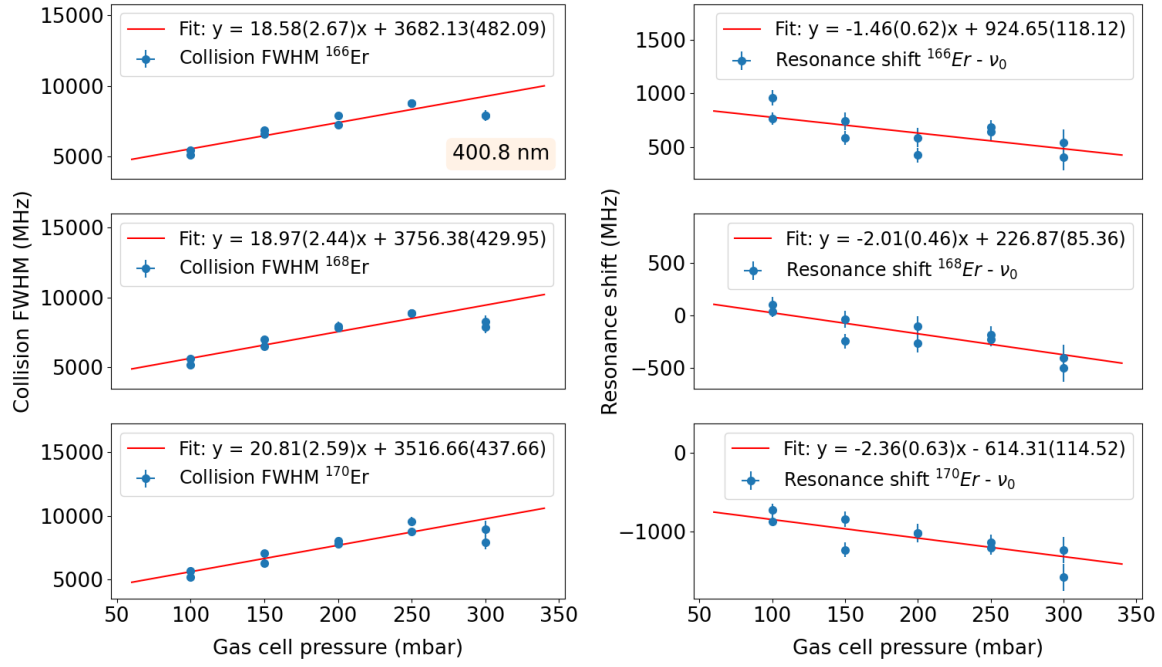 Collision FWHM (MHz)
15000
10000
5000
Fit: y = 18.58(2.67)x + 3682.13(482.09)
Collision FWHM ¹⁶⁶Er
400.8 nm
15000
10000
5000
Fit: y = 18.97(2.44)x + 3756.38(429.95)
Collision FWHM ¹⁶⁸Er
15000
10000
5000
Fit: y = 20.81(2.59)x + 3516.66(437.66)
Collision FWHM ¹⁷⁰Er
50 100 150 200 250 300 350
Gas cell pressure (mbar)
Resonance shift (MHz)
1500
1000
500
Fit: y = -1.46(0.62)x + 924.65(118.12)
Resonance shift ¹⁶⁶Er - ν₀
500
0
−500
Fit: y = -2.01(0.46)x + 226.87(85.36)
Resonance shift ¹⁶⁸Er - ν₀
0
−1000
Fit: y = -2.36(0.63)x - 614.31(114.52)
Resonance shift ¹⁷⁰Er - ν₀
50 100 150 200 250 300 350
Gas cell pressure (mbar)